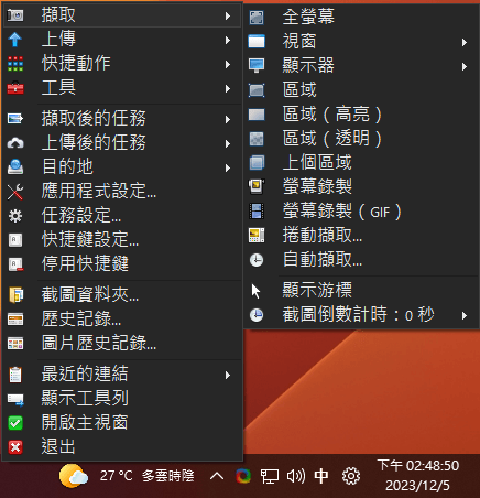 擷取
上傳
快捷動作
工具
擷取後的任務
上傳後的任務
目的地
應用程式設定...
任務設定...
快捷鍵設定...
停用快捷鍵
截圖資料夾...
歷史記錄...
圖片歷史記錄...
最近的連結
顯示工具列
開啟主視窗
退出
全螢幕
視窗
顯示器
區域
區域（高亮）
區域（透明）
上個區域
螢幕錄製
螢幕錄製（GIF）
捲動擷取...
自動擷取...
顯示游標
截圖倒數計時：0 秒
27 °C 多雲時陰
中
下午 02:48:50
2023/12/5